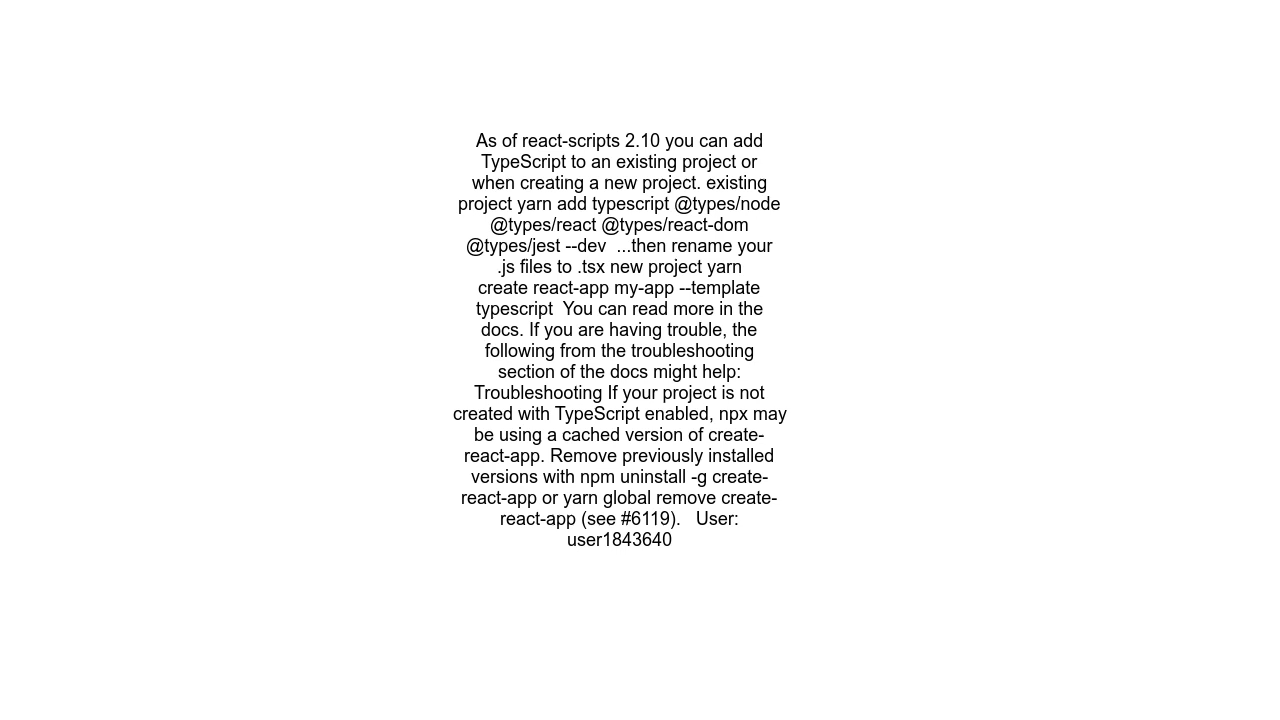 As of react-scripts 2.10 you can add
TypeScript to an existing project or
when creating a new project. existing
project yarn add typescript @types/node
@types/react @types/react-dom
@types/jest --dev  ...then rename your
.js files to .tsx new project yarn
create react-app my-app --template
typescript  You can read more in the
docs. If you are having trouble, the
following from the troubleshooting
section of the docs might help:
Troubleshooting If your project is not
created with TypeScript enabled, npx may
be using a cached version of create-
react-app. Remove previously installed
versions with npm uninstall -g create-
react-app or yarn global remove create-
react-app (see #6119).   User:
user1843640